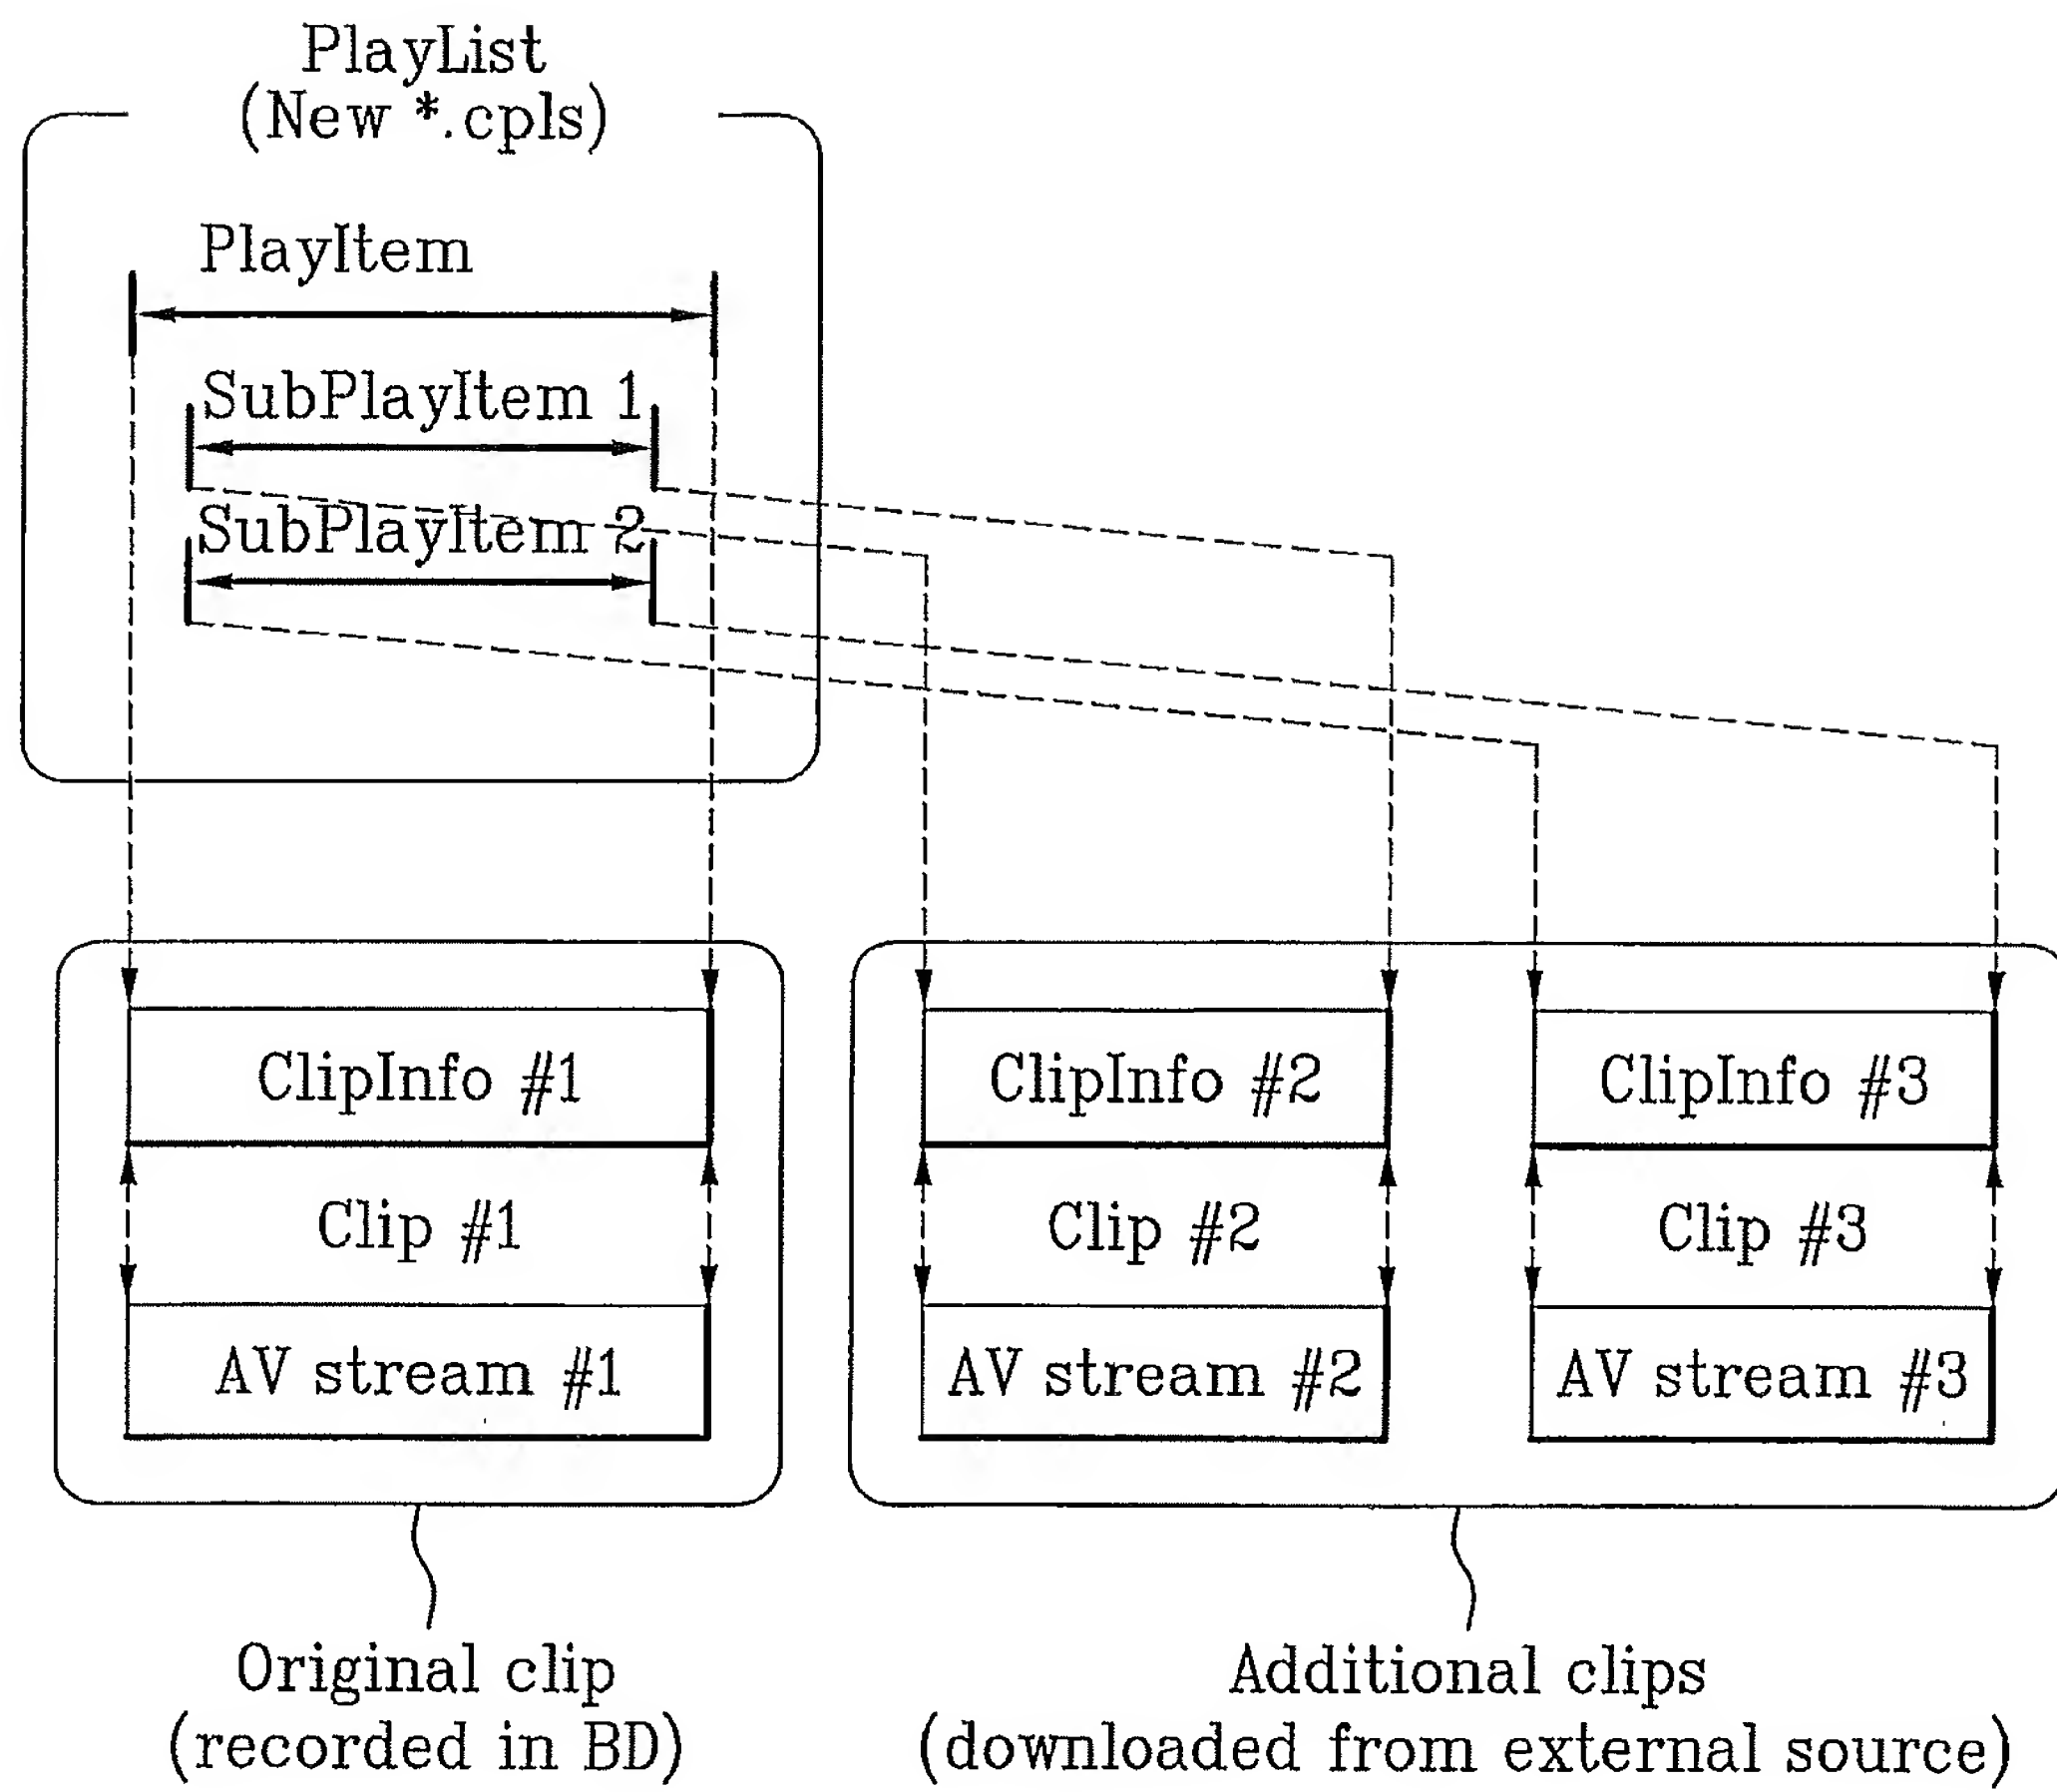 PlayList
(New *.cpls)
PlayItem
SubPlayItem 1
SubPlayItem 2
ClipInfo #1
ClipInfo #2
ClipInfo #3
Clip #1
Clip #2
Clip #3
AV stream #1
AV stream #2
AV stream #3
Original clip
(recorded in BD)
Additional clips
(downloaded from external source)